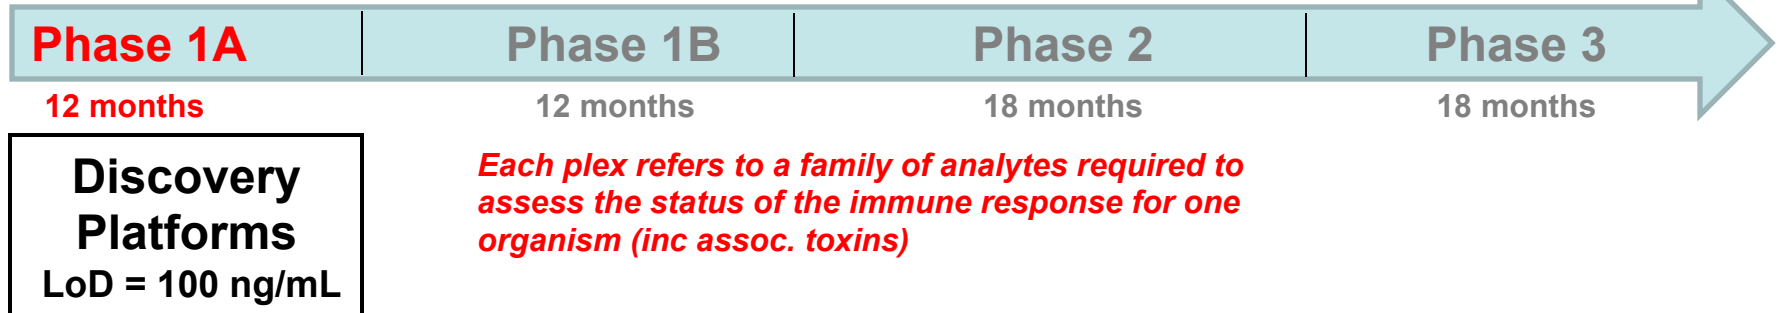 Phase 1A Phase 1B Phase 2 Phase 3
12 months 12 months 18 months 18 months
Discovery
Platforms
LoD = 100 ng/mL
Each plex refers to a family of analytes required to
assess the status of the immune response for one
organism (inc assoc. toxins)